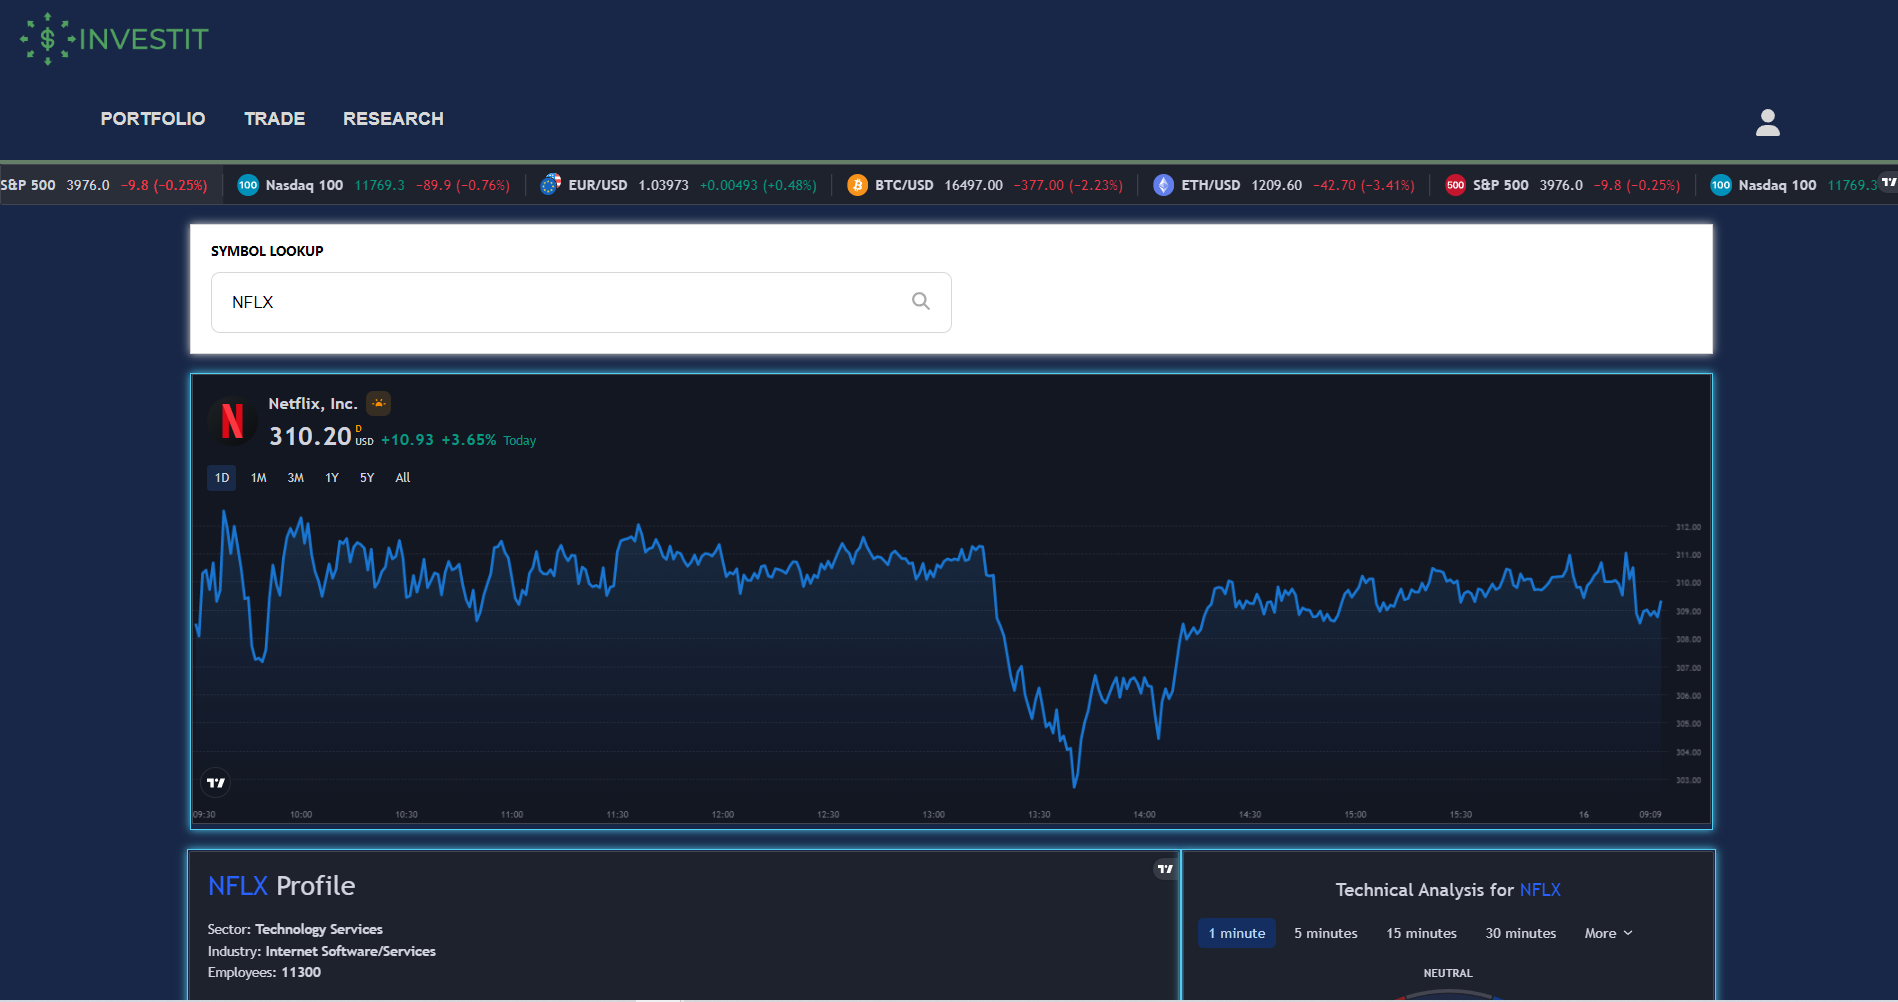 $ INVESTIT
PORTFOLIO TRADE RESEARCH
S&P 500 3976.0 −9.8 (−0.25%) 100 Nasdaq 100 11769.3 −89.9 (−0.76%) EUR/USD 1.03973 +0.00493 (+0.48%) BTC/USD 16497.00 −377.00 (−2.23%) ETH/USD 1209.60 −42.70 (−3.41%) 500 S&P 500 3976.0 −9.8 (−0.25%) 100 Nasdaq 100 11769.3
SYMBOL LOOKUP
NFLX
N Netflix, Inc.
310.20 D USD +10.93 +3.65% Today
1D 1M 3M 1Y 5Y All
312.00
311.00
310.00
309.00
308.00
307.00
306.00
305.00
304.00
303.00
09:30 10:00 10:30 11:00 11:30 12:00 12:30 13:00 13:30 14:00 14:30 15:00 15:30 16 09:09
NFLX Profile
Sector: Technology Services
Industry: Internet Software/Services
Employees: 11300
Technical Analysis for NFLX
1 minute 5 minutes 15 minutes 30 minutes More
NEUTRAL